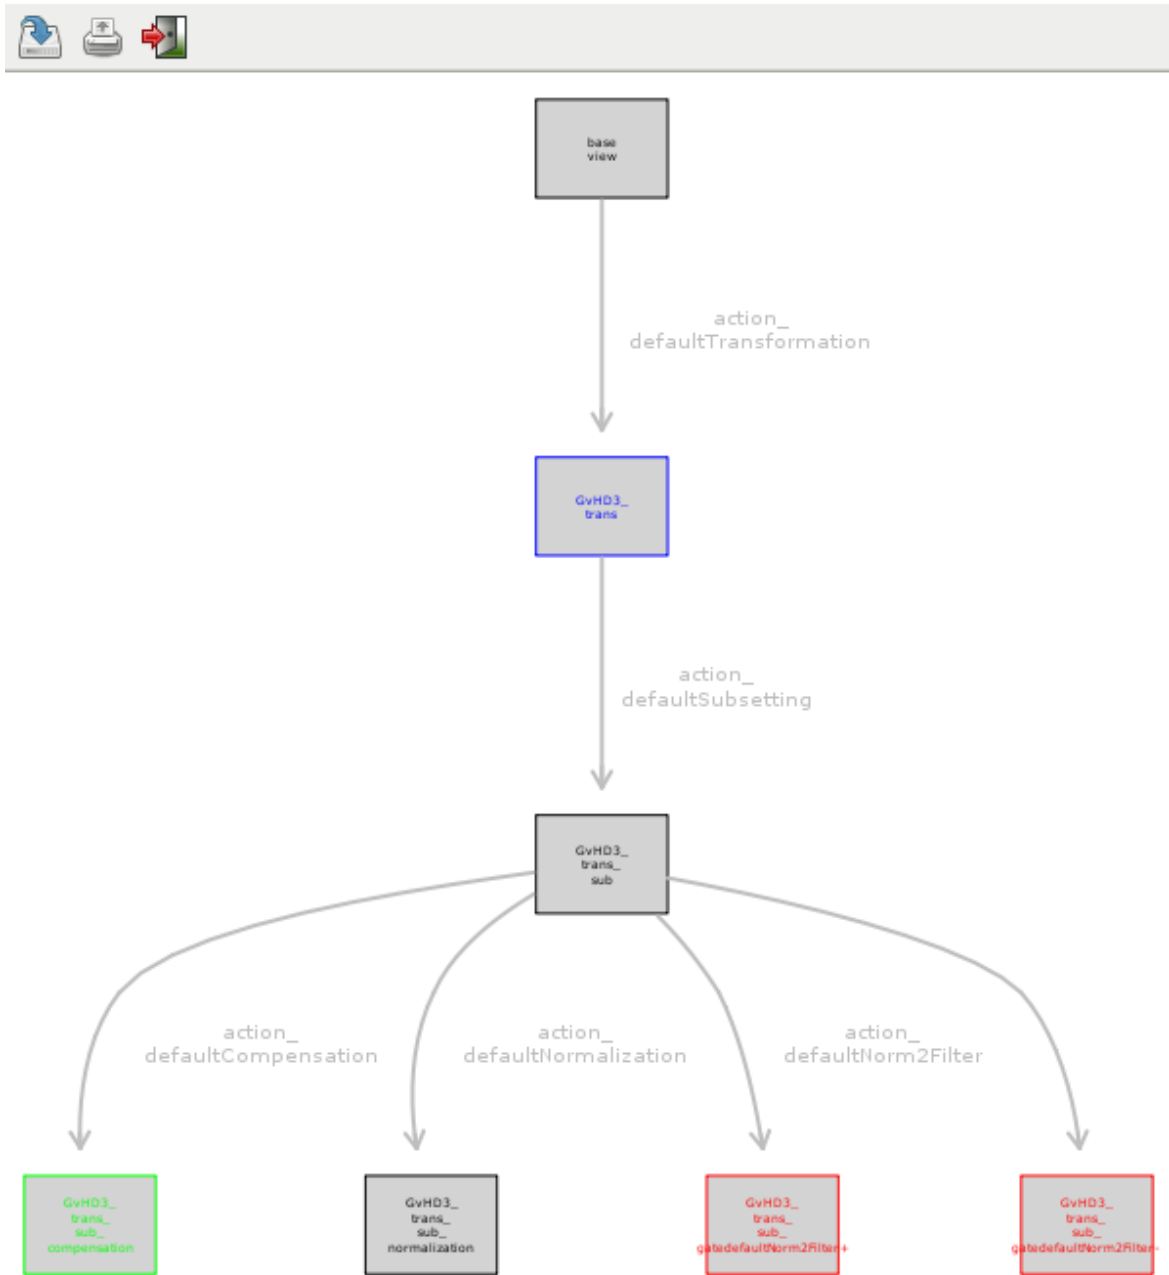 base
view
action_
defaultTransformation
GvHD3_
trans
action_
defaultSubsetting
GvHD3_
trans_
sub
action_
defaultCompensation
action_
defaultNormalization
action_
defaultNorm2Filter
GvHD3_
trans_
sub_
compensation
GvHD3_
trans_
sub_
normalization
GvHD3_
trans_
sub_
gatedefaultNorm2Filter+
GvHD3_
trans_
sub_
gatedefaultNorm2Filter-